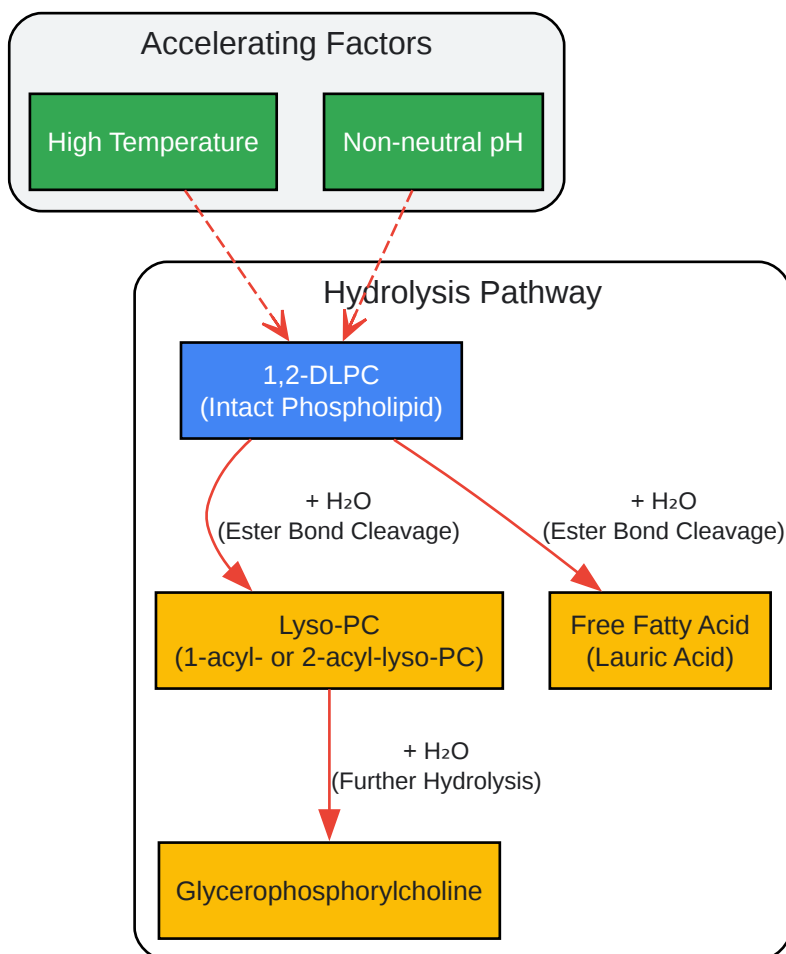 Accelerating Factors
High Temperature
Non-neutral pH
Hydrolysis Pathway
1,2-DLPC
(Intact Phospholipid)
+ H₂O
(Ester Bond Cleavage)
+ H₂O
(Ester Bond Cleavage)
Lyso-PC
(1-acyl- or 2-acyl-lyso-PC)
Free Fatty Acid
(Lauric Acid)
+ H₂O
(Further Hydrolysis)
Glycerophosphorylcholine